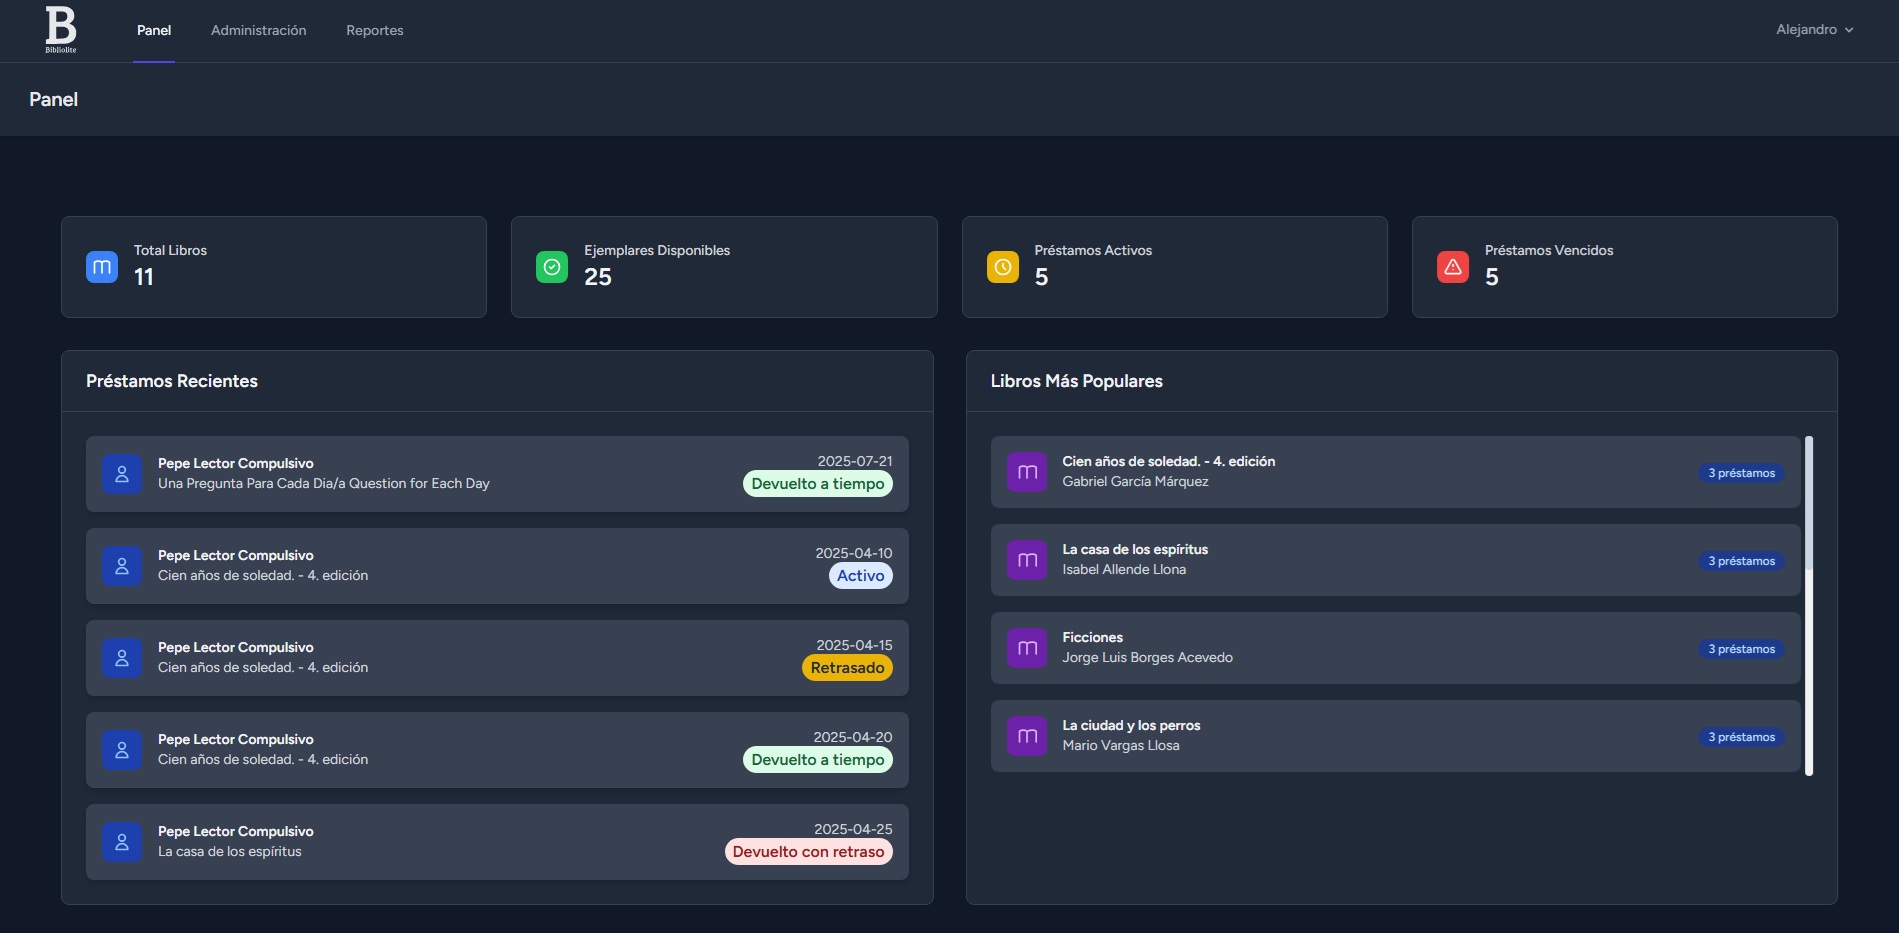 B
Bibliolite
Panel
Administración
Reportes
Alejandro
Panel
Total Libros
11
Ejemplares Disponibles
25
Préstamos Activos
5
Préstamos Vencidos
5
Préstamos Recientes
Pepe Lector Compulsivo
Una Pregunta Para Cada Dia/a Question for Each Day
2025-07-21
Devuelto a tiempo
Pepe Lector Compulsivo
Cien años de soledad. - 4. edición
2025-04-10
Activo
Pepe Lector Compulsivo
Cien años de soledad. - 4. edición
2025-04-15
Retrasado
Pepe Lector Compulsivo
Cien años de soledad. - 4. edición
2025-04-20
Devuelto a tiempo
Pepe Lector Compulsivo
La casa de los espíritus
2025-04-25
Devuelto con retraso
Libros Más Populares
Cien años de soledad. - 4. edición
Gabriel García Márquez
3 préstamos
La casa de los espíritus
Isabel Allende Llona
3 préstamos
Ficciones
Jorge Luis Borges Acevedo
3 préstamos
La ciudad y los perros
Mario Vargas Llosa
3 préstamos